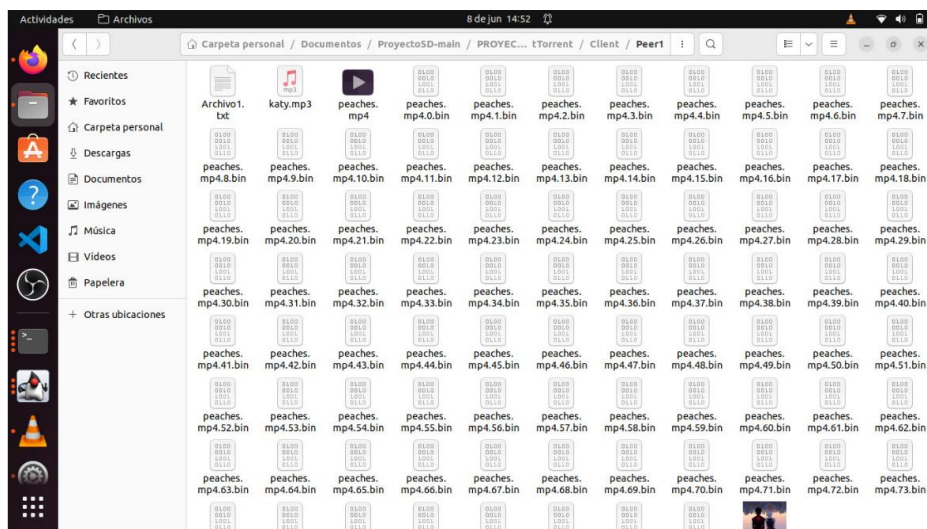 Actividades Archivos 8 de jun 14:52
Carpeta personal / Documentos / ProyectoSD-main / PROYEC... tTorrent / Client / Peer1
Recientes
Favoritos
Carpeta personal
Descargas
Documentos
Imágenes
Música
Vídeos
Papelera
+ Otras ubicaciones
Archivo1. katy.mp3 peaches. peaches. peaches. peaches. peaches. peaches. peaches. peaches. peaches.
txt mp4 mp4.0.bin mp4.1.bin mp4.2.bin mp4.3.bin mp4.4.bin mp4.5.bin mp4.6.bin mp4.7.bin
peaches. peaches. peaches. peaches. peaches. peaches. peaches. peaches. peaches. peaches. peaches.
mp4.8.bin mp4.9.bin mp4.10.bin mp4.11.bin mp4.12.bin mp4.13.bin mp4.14.bin mp4.15.bin mp4.16.bin mp4.17.bin mp4.18.bin
peaches. peaches. peaches. peaches. peaches. peaches. peaches. peaches. peaches. peaches. peaches.
mp4.19.bin mp4.20.bin mp4.21.bin mp4.22.bin mp4.23.bin mp4.24.bin mp4.25.bin mp4.26.bin mp4.27.bin mp4.28.bin mp4.29.bin
peaches. peaches. peaches. peaches. peaches. peaches. peaches. peaches. peaches. peaches. peaches.
mp4.30.bin mp4.31.bin mp4.32.bin mp4.33.bin mp4.34.bin mp4.35.bin mp4.36.bin mp4.37.bin mp4.38.bin mp4.39.bin mp4.40.bin
peaches. peaches. peaches. peaches. peaches. peaches. peaches. peaches. peaches. peaches. peaches.
mp4.41.bin mp4.42.bin mp4.43.bin mp4.44.bin mp4.45.bin mp4.46.bin mp4.47.bin mp4.48.bin mp4.49.bin mp4.50.bin mp4.51.bin
peaches. peaches. peaches. peaches. peaches. peaches. peaches. peaches. peaches. peaches. peaches.
mp4.52.bin mp4.53.bin mp4.54.bin mp4.55.bin mp4.56.bin mp4.57.bin mp4.58.bin mp4.59.bin mp4.60.bin mp4.61.bin mp4.62.bin
peaches. peaches. peaches. peaches. peaches. peaches. peaches. peaches. peaches. peaches. peaches.
mp4.63.bin mp4.64.bin mp4.65.bin mp4.66.bin mp4.67.bin mp4.68.bin mp4.69.bin mp4.70.bin mp4.71.bin mp4.72.bin mp4.73.bin